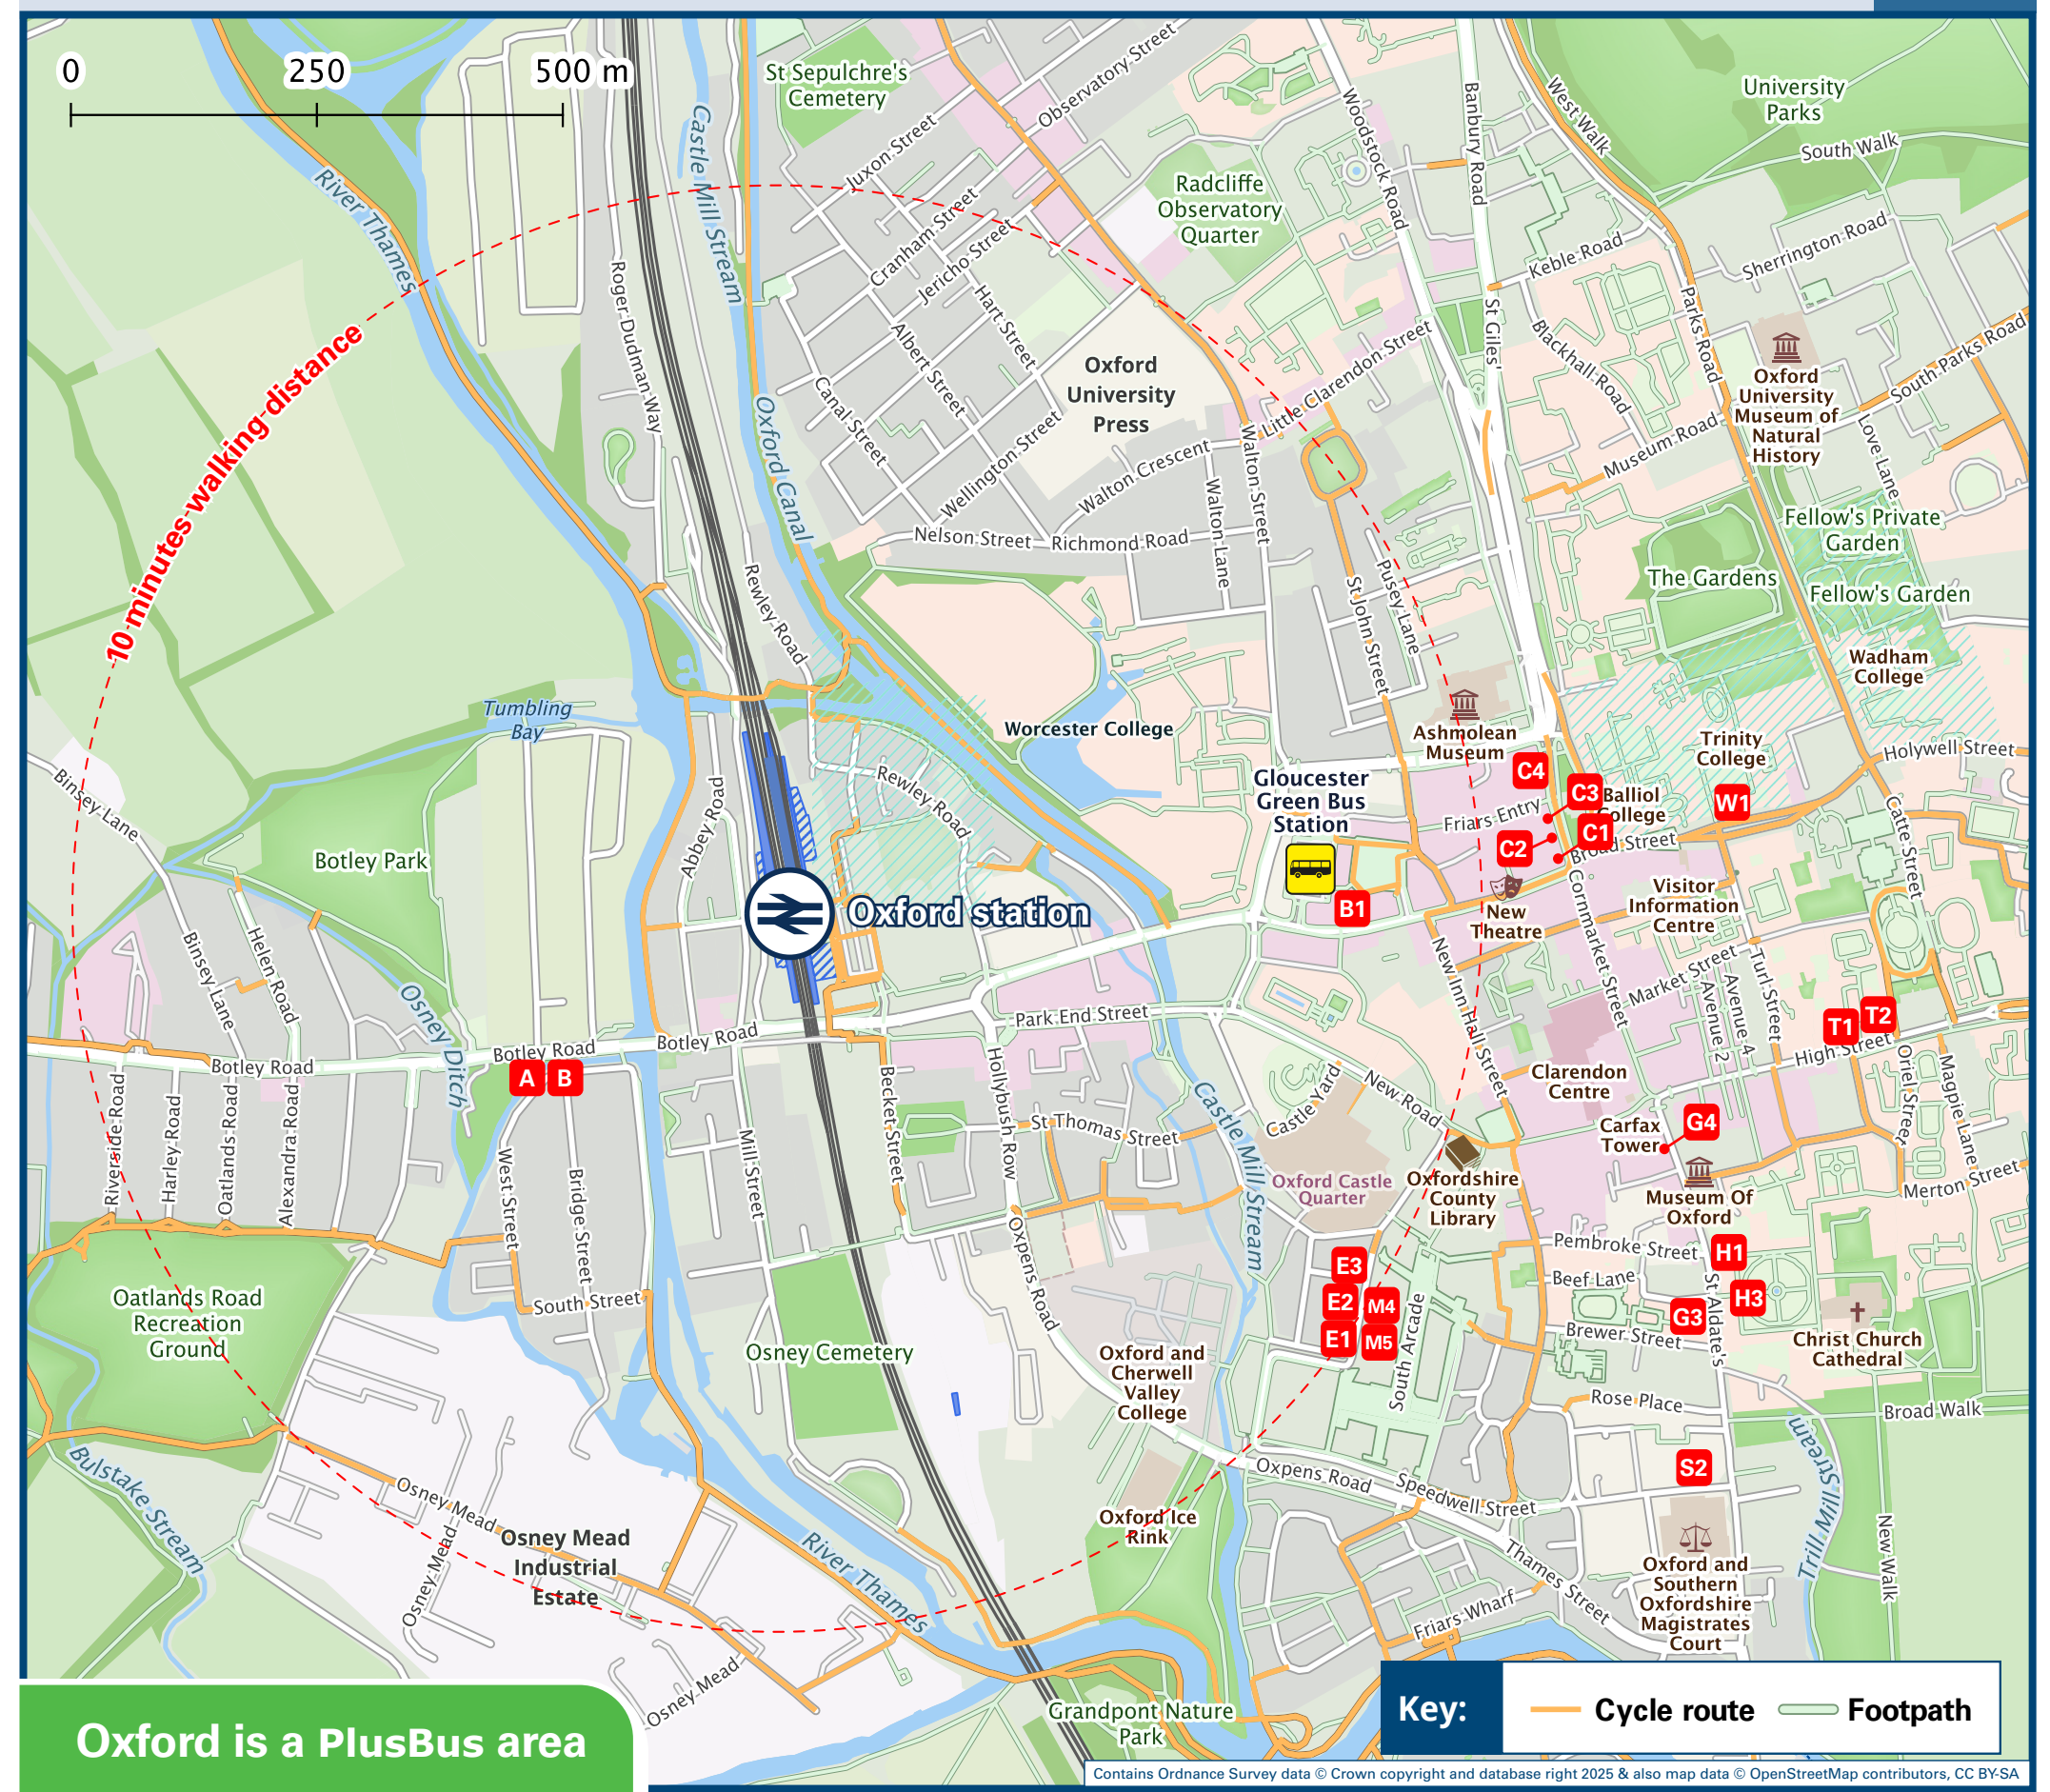 0 250 500 m
St Sepulchre's
Cemetery
Observatory Street
Juxon Street
Woodstock Road
Banbury Road
West Walk
University
Parks
South Walk
River Thames
Castle Mill Stream
Radcliffe
Observatory
Quarter
Cranham Street
Jericho Street
Keble Road
Sherrington Road
Roger Dudman Way
Hart Street
Albert Street
Oxford
University
Press
Little Clarendon Street
St Giles'
Blackhall Road
Parks Road
Oxford
University
Museum of
Natural
History
South Parks Road
10 minutes walking distance
Canal Street
Oxford Canal
Wellington Street
Walton Crescent
Walton Street
Museum Road
Love Lane
Nelson Street
Richmond Road
Walton Lane
Fellow's Private
Garden
The Gardens
Fellow's Garden
Rewley Road
St John Street
Pusey Lane
Wadham
College
Tumbling
Bay
Worcester College
Ashmolean
Museum
Trinity
College
Holywell Street
Binsey Lane
Abbey Road
Rewley Road
Gloucester
Green Bus
Station
C4
C3
Balliol
College
W1
Friars Entry
C1
C2
Broad Street
Catte Street
Botley Park
B1
New
Theatre
Visitor
Information
Centre
Oxford station
Binsey Lane
Helen Road
Osney Ditch
New Inn Hall Street
Cornmarket Street
Market Street
Avenue 2
Avenue 4
Turl Street
T1
T2
High Street
Park End Street
Botley Road
Botley Road
Botley Road
A
B
Clarendon
Centre
Oriel Street
Magpie Lane
Riverside Road
Harley Road
Oatlands Road
Alexandra Road
Becket Street
Hollybush Row
St Thomas Street
Castle Mill Stream
Castle Yard
New Road
Carfax
Tower
G4
Mill Street
West Street
Bridge Street
Oxford Castle
Quarter
Oxfordshire
County
Library
Museum Of
Oxford
Merton Street
Oxpens Road
Pembroke Street
H1
E3
E2
E1
M4
M5
South Arcade
Beef Lane
St Aldate's
H3
G3
Brewer Street
Christ Church
Cathedral
Oatlands Road
Recreation
Ground
South Street
Osney Cemetery
Oxford and
Cherwell
Valley
College
Rose Place
Broad Walk
Bulstake Stream
Osney Mead
Osney Mead
Osney Mead
Industrial
Estate
River Thames
Oxford Ice
Rink
Oxpens Road
Speedwell Street
S2
Trill Mill Stream
Thames Street
Oxford and
Southern
Oxfordshire
Magistrates
Court
New Walk
Friars Wharf
Osney Mead
Grandpont Nature
Park
Key:
Cycle route
Footpath
Oxford is a PlusBus area
Contains Ordnance Survey data © Crown copyright and database right 2025 & also map data © OpenStreetMap contributors, CC BY-SA